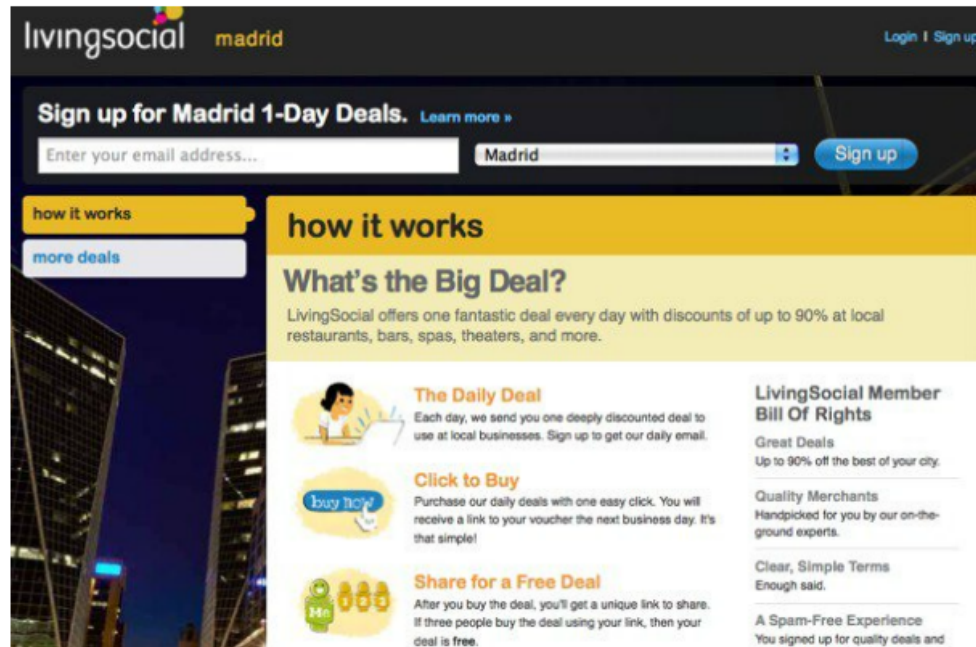 livingsocial madrid
Login | Sign up
Sign up for Madrid 1-Day Deals. Learn more »
Enter your email address...
Madrid
Sign up
how it works
more deals
how it works
What's the Big Deal?
LivingSocial offers one fantastic deal every day with discounts of up to 90% at local
restaurants, bars, spas, theaters, and more.
The Daily Deal
Each day, we send you one deeply discounted deal to
use at local businesses. Sign up to get our daily email.
buy now
Click to Buy
Purchase our daily deals with one easy click. You will
receive a link to your voucher the next business day. It's
that simple!
Me
Share for a Free Deal
After you buy the deal, you'll get a unique link to share.
If three people buy the deal using your link, then your
deal is free.
LivingSocial Member
Bill Of Rights
Great Deals
Up to 90% off the best of your city.
Quality Merchants
Handpicked for you by our on-the-
ground experts.
Clear, Simple Terms
Enough said.
A Spam-Free Experience
You signed up for quality deals and